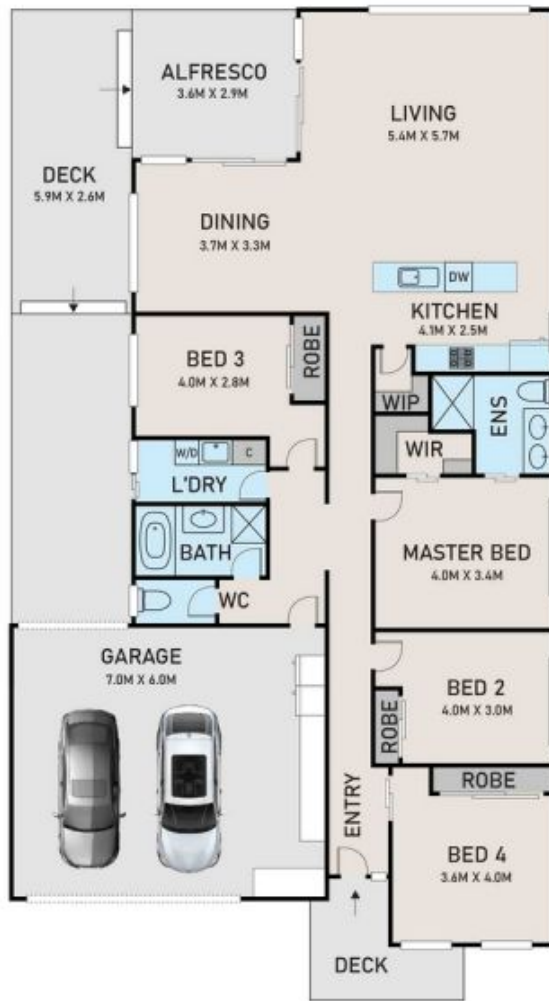 ALFRESCO
3.6M X 2.9M
LIVING
5.4M X 5.7M
DECK
5.9M X 2.6M
DINING
3.7M X 3.3M
DW
KITCHEN
4.1M X 2.5M
BED 3
4.0M X 2.8M
ROBE
WIP
ENS
W/D
C
L'DRY
WIR
BATH
MASTER BED
4.0M X 3.4M
WC
GARAGE
7.0M X 6.0M
BED 2
4.0M X 3.0M
ROBE
ROBE
ENTRY
BED 4
3.6M X 4.0M
DECK